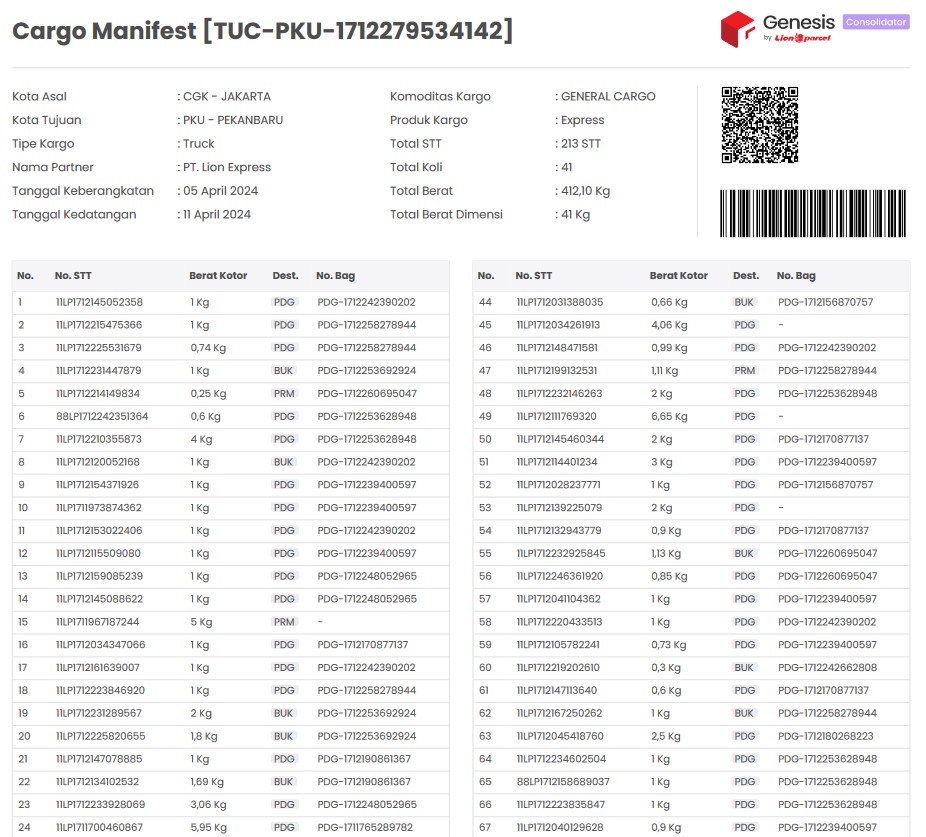 Cargo Manifest [TUC-PKU-1712279534142]
Genesis
by Lion parcel
Consolidator
Kota Asal : CGK - JAKARTA
Kota Tujuan : PKU - PEKANBARU
Tipe Kargo : Truck
Nama Partner : PT. Lion Express
Tanggal Keberangkatan : 05 April 2024
Tanggal Kedatangan : 11 April 2024
Komoditas Kargo : GENERAL CARGO
Produk Kargo : Express
Total STT : 213 STT
Total Koli : 41
Total Berat : 412,10 Kg
Total Berat Dimensi : 41 Kg
No. No. STT Berat Kotor Dest. No. Bag
1 11LP1712145052358 1 Kg PDG PDG-1712242390202
2 11LP1712215475366 1 Kg PDG PDG-1712258278944
3 11LP1712225531679 0,74 Kg PDG PDG-1712258278944
4 11LP1712231447879 1 Kg BUK PDG-1712253692924
5 11LP1712214149834 0,25 Kg PRM PDG-1712260695047
6 88LP1712242351364 0,6 Kg PDG PDG-1712253628948
7 11LP1712210355873 4 Kg PDG PDG-1712253628948
8 11LP1712120052168 1 Kg BUK PDG-1712242390202
9 11LP1712154371926 1 Kg PDG PDG-1712239400597
10 11LP1711973874362 1 Kg PDG PDG-1712239400597
11 11LP1712153022406 1 Kg PDG PDG-1712242390202
12 11LP1712115509080 1 Kg PDG PDG-1712239400597
13 11LP1712159085239 1 Kg PDG PDG-1712248052965
14 11LP1712145088622 1 Kg PDG PDG-1712248052965
15 11LP1711967187244 5 Kg PRM -
16 11LP1712034347066 1 Kg PDG PDG-1712170877137
17 11LP1712161639007 1 Kg PDG PDG-1712242390202
18 11LP1712223846920 1 Kg PDG PDG-1712258278944
19 11LP1712231289567 2 Kg BUK PDG-1712253692924
20 11LP1712225820655 1,8 Kg BUK PDG-1712253692924
21 11LP1712147078885 1 Kg PDG PDG-1712190861367
22 11LP1712134102532 1,69 Kg BUK PDG-1712190861367
23 11LP1712233928069 3,06 Kg PDG PDG-1712248052965
24 11LP1711700460867 5,95 Kg PDG PDG-1711765289782
No. No. STT Berat Kotor Dest. No. Bag
44 11LP1712031388035 0,66 Kg BUK PDG-1712156870757
45 11LP1712034261913 4,06 Kg PDG -
46 11LP1712148471581 0,99 Kg PDG PDG-1712242390202
47 11LP1712199132531 1,11 Kg PRM PDG-1712258278944
48 11LP1712232146263 2 Kg PDG PDG-1712253628948
49 11LP1712111769320 6,65 Kg PDG -
50 11LP1712145460344 2 Kg PDG PDG-1712170877137
51 11LP1712114401234 3 Kg PDG PDG-1712239400597
52 11LP1712028237771 1 Kg PDG PDG-1712156870757
53 11LP1712139225079 2 Kg PDG -
54 11LP1712132943779 0,9 Kg PDG PDG-1712170877137
55 11LP1712232925845 1,13 Kg BUK PDG-1712260695047
56 11LP1712246361920 0,85 Kg PDG PDG-1712260695047
57 11LP1712041104362 1 Kg PDG PDG-1712239400597
58 11LP1712220433513 1 Kg PDG PDG-1712242390202
59 11LP1712105782241 0,73 Kg PDG PDG-1712239400597
60 11LP1712219202610 0,3 Kg BUK PDG-1712242662808
61 11LP1712147113640 0,6 Kg PDG PDG-1712170877137
62 11LP1712167250262 1 Kg BUK PDG-1712258278944
63 11LP1712045418760 2,5 Kg PDG PDG-1712180268223
64 11LP1712234602504 1 Kg PDG PDG-1712253628948
65 88LP1712158689037 1 Kg PDG PDG-1712253628948
66 11LP1712223835847 1 Kg PDG PDG-1712253628948
67 11LP1712040129628 0,9 Kg PDG PDG-1712239400597